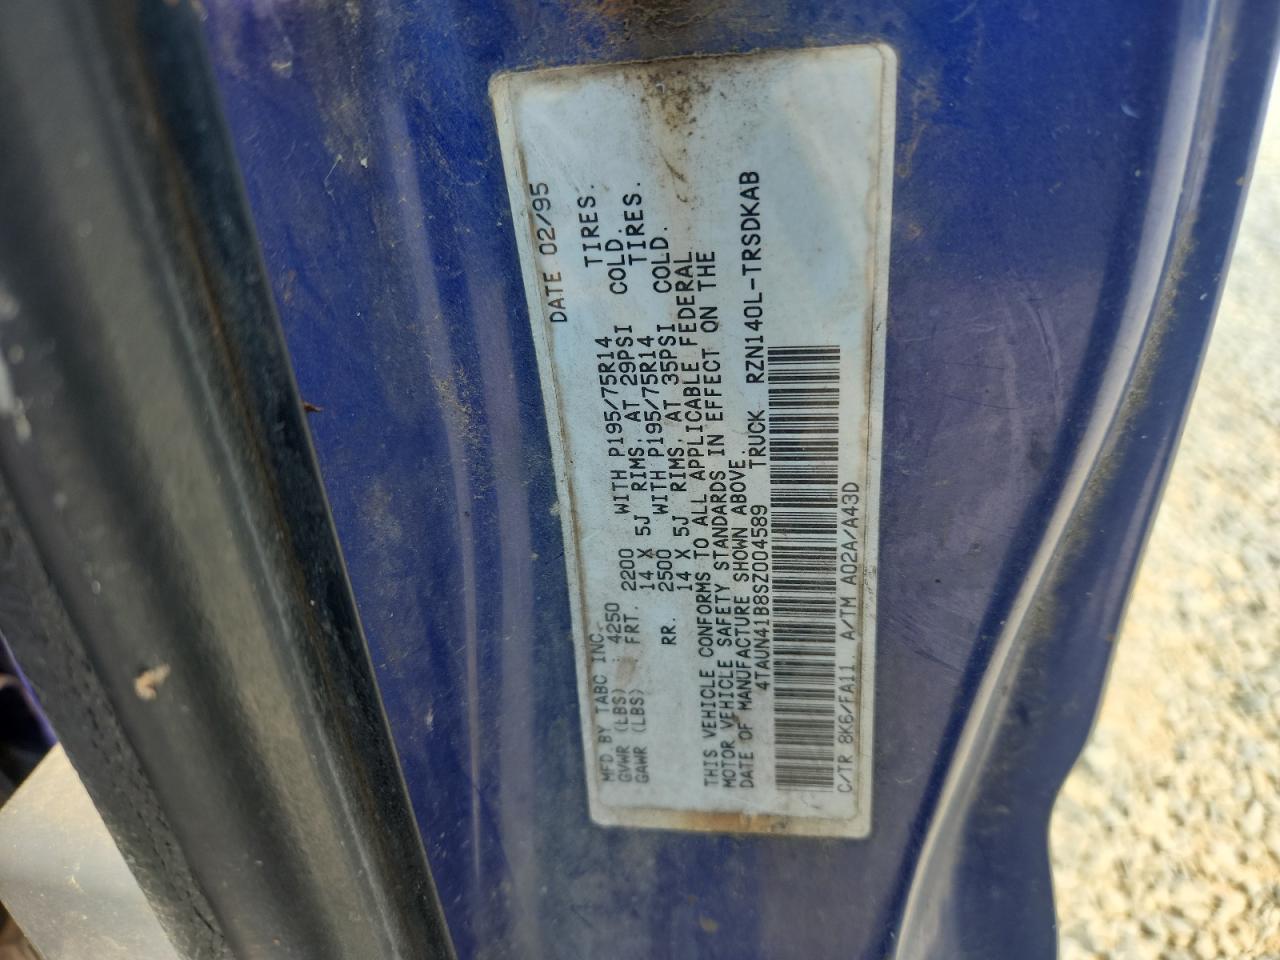 MFD BY TABC INC. DATE 02/95
GVWR (LBS) : 4250
GAWR (LBS) FRT. 2200 WITH P195/75R14 TIRES.
14 X 5J RIMS, AT 29PSI COLD.
RR. 2500 WITH P195/75R14 TIRES.
14 X 5J RIMS, AT 35PSI COLD.
THIS VEHICLE CONFORMS TO ALL APPLICABLE FEDERAL
MOTOR VEHICLE SAFETY STANDARDS IN EFFECT ON THE
DATE OF MANUFACTURE SHOWN ABOVE.
4TAUN41B8SZ004589 TRUCK RZN140L-TRSDKAB
C/TR 8K6/FA11 A/TM A02A/A43D